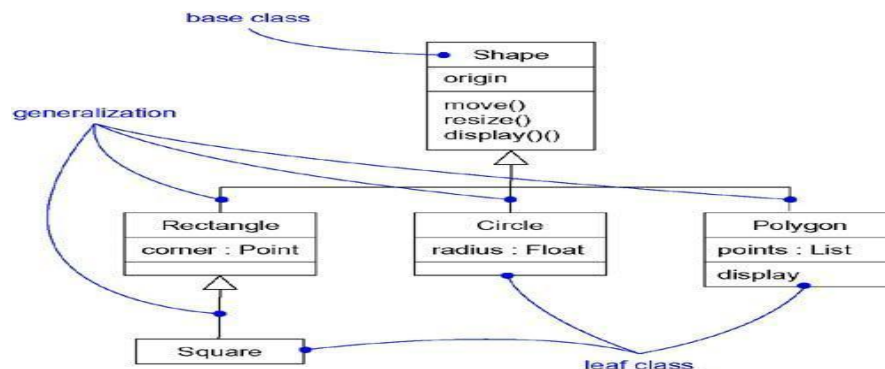 base class
Shape
origin
move()
resize()
display()()
generalization
Rectangle
corner : Point
Circle
radius : Float
Polygon
points : List
display
Square
leaf class